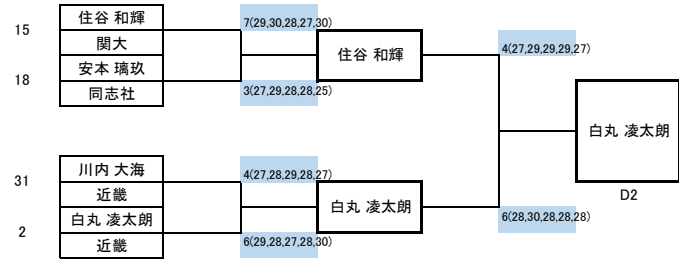 15
住谷 和輝
関大
7(29,30,28,27,30)
18
安本 璃玖
同志社
3(27,29,28,28,25)
住谷 和輝
4(27,29,29,29,27)
31
川内 大海
近畿
4(27,28,29,28,27)
2
白丸 凌太朗
近畿
6(29,28,27,28,30)
白丸 凌太朗
6(28,30,28,28,28)
白丸 凌太朗
D2